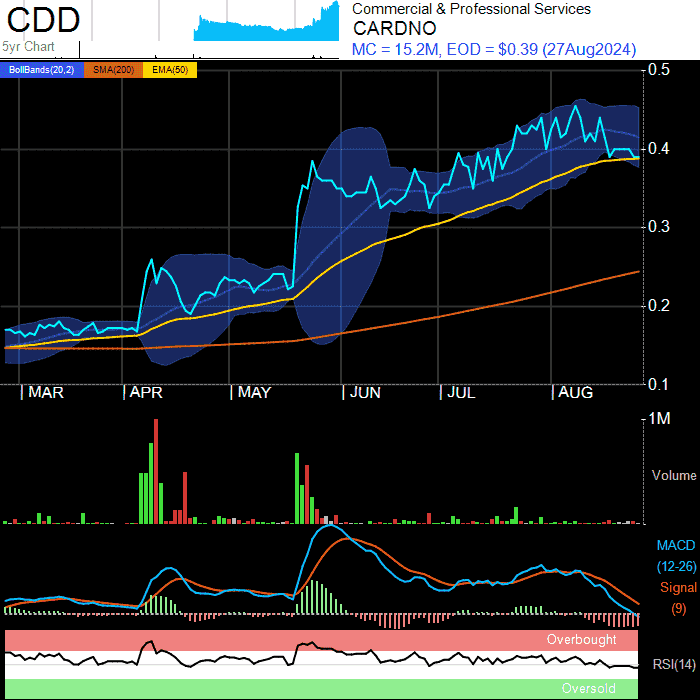 CDD
5yr Chart
Commercial & Professional Services
CARDNO
MC = 15.2M, EOD = $0.39 (27Aug2024)
BollBands(20,2) SMA(200) EMA(50)
0.5
0.4
0.3
0.2
0.1
MAR APR MAY JUN JUL AUG
1M
Volume
MACD
(12-26)
Signal
(9)
Overbought
RSI(14)
Oversold